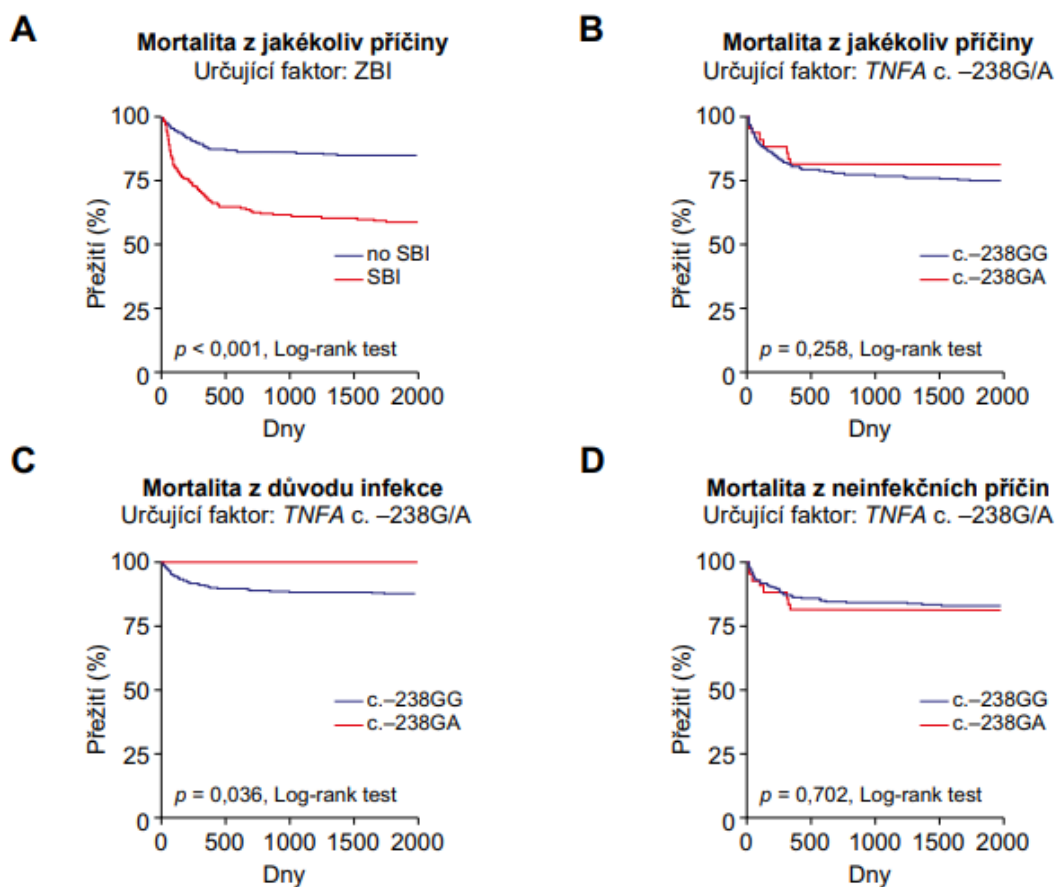 A
Mortalita z jakékoliv příčiny
Určující faktor: ZBI
100
75
50
25
0
Přežití (%)
no SBI
SBI
p < 0,001, Log-rank test
0 500 1000 1500 2000
Dny
B
Mortalita z jakékoliv příčiny
Určující faktor: TNFA c. –238G/A
100
75
50
25
0
Přežití (%)
c.–238GG
c.–238GA
p = 0,258, Log-rank test
0 500 1000 1500 2000
Dny
C
Mortalita z důvodu infekce
Určující faktor: TNFA c. –238G/A
100
75
50
25
0
Přežití (%)
c.–238GG
c.–238GA
p = 0,036, Log-rank test
0 500 1000 1500 2000
Dny
D
Mortalita z neinfekčních příčin
Určující faktor: TNFA c. –238G/A
100
75
50
25
0
Přežití (%)
c.–238GG
c.–238GA
p = 0,702, Log-rank test
0 500 1000 1500 2000
Dny